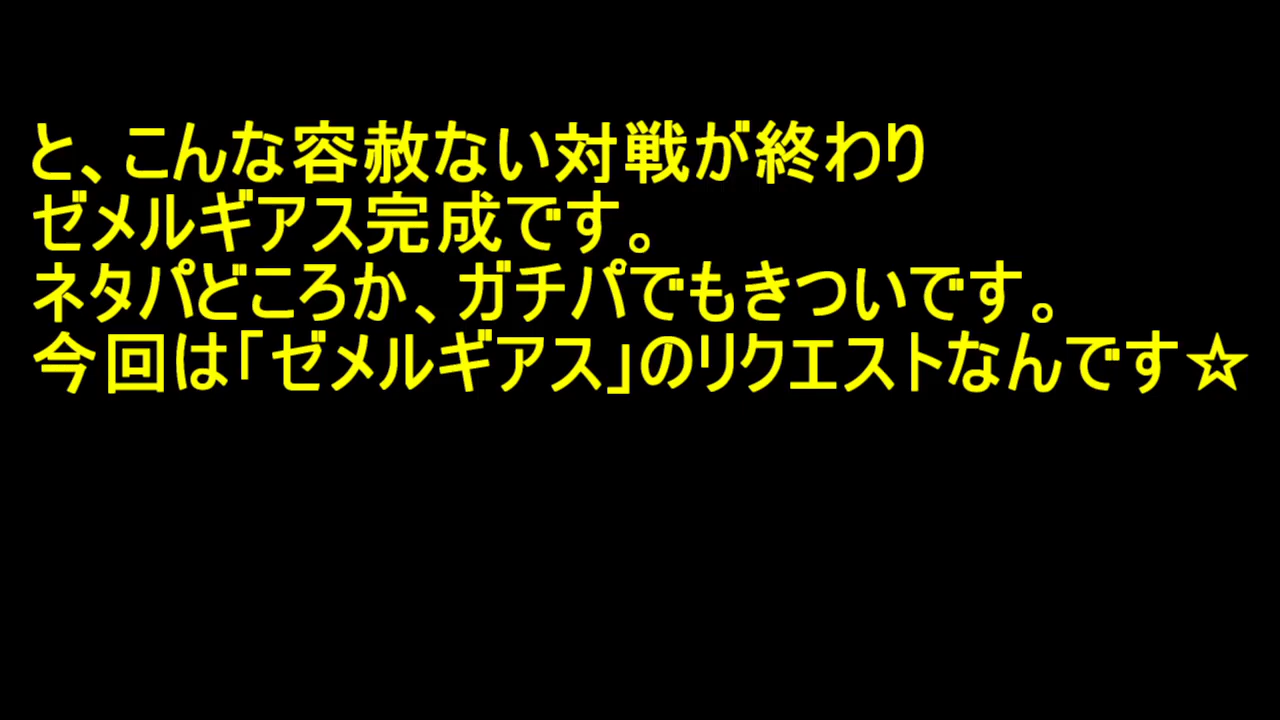 と、こんな容赦ない対戦が終わり
ゼメルギアス完成です。
ネタパどころか、ガチパでもきついです。
今回は「ゼメルギアス」のリクエストなんです☆